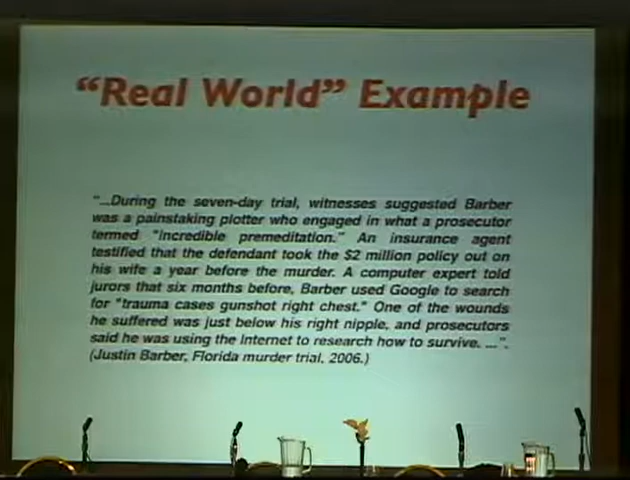 "Real World" Example
"...During the seven-day trial, witnesses suggested Barber
was a painstaking plotter who engaged in what a prosecutor
termed "incredible premeditation." An insurance agent
testified that the defendant took the $2 million policy out on
his wife a year before the murder. A computer expert told
jurors that six months before, Barber used Google to search
for "trauma cases gunshot right chest." One of the wounds
he suffered was just below his right nipple, and prosecutors
said he was using the Internet to research how to survive. ...".
(Justin Barber, Florida murder trial, 2006.)